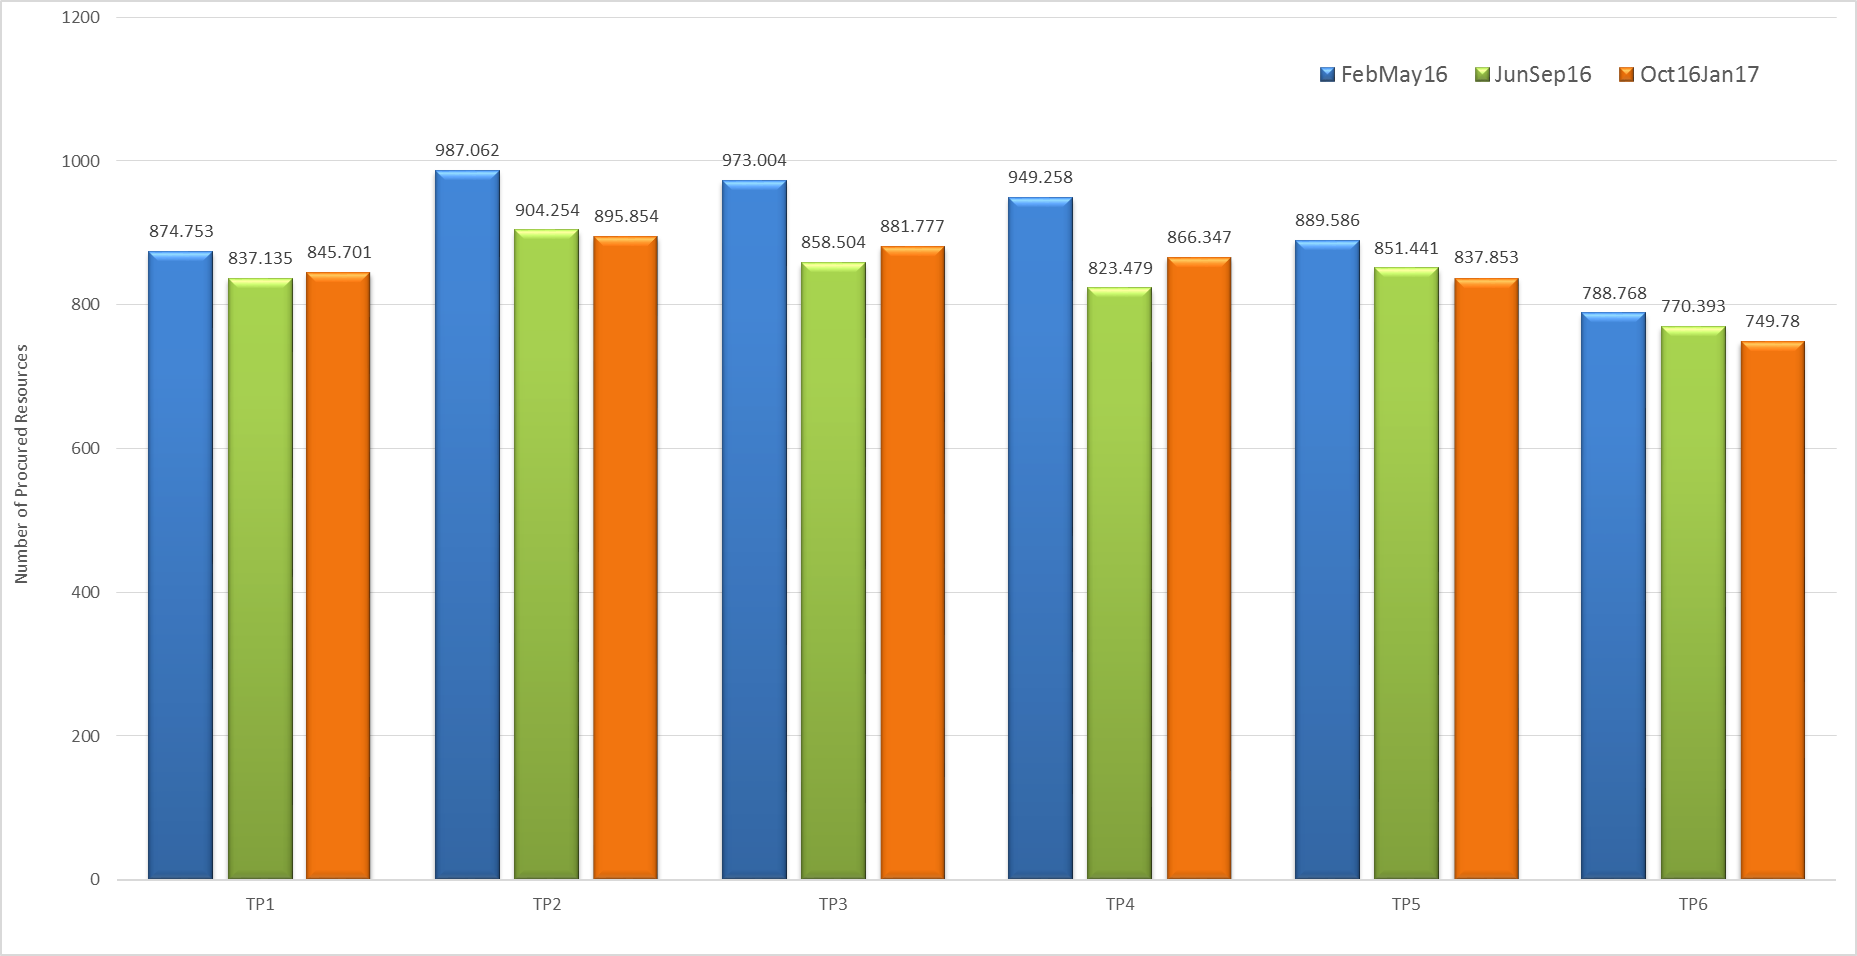 1200
FebMay16 JunSep16 Oct16Jan17
1000
800
600
400
200
0
Number of Procured Resources
874.753 837.135 845.701
987.062 904.254 895.854
973.004 858.504 881.777
949.258 823.479 866.347
889.586 851.441 837.853
788.768 770.393 749.78
TP1 TP2 TP3 TP4 TP5 TP6